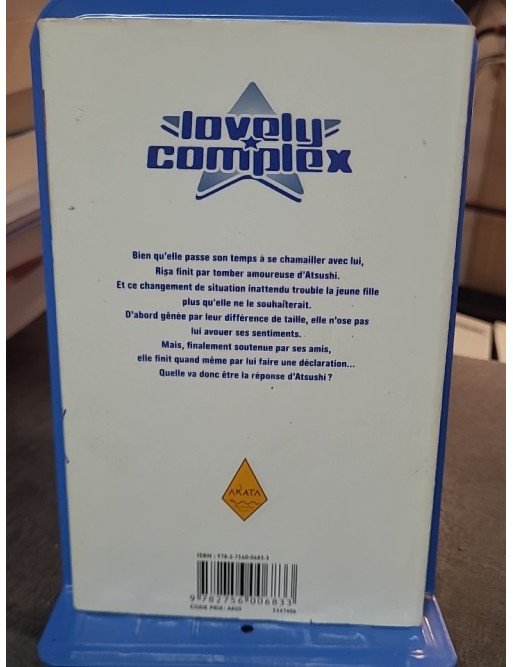 lovely
complex
Bien qu'elle passe son temps à se chamailler avec lui,
Risa finit par tomber amoureuse d'Atsushi.
Et ce changement de situation inattendu trouble la jeune fille
plus qu'elle ne le souhaiterait.
D'abord gênée par leur différence de taille, elle n'ose pas
lui avouer ses sentiments.
Mais, finalement soutenue par ses amis,
elle finit quand même par lui faire une déclaration...
Quelle va donc être la réponse d'Atsushi ?
AKATA
ISBN : 978-2-7560-0683-3
9 782756 006833
CODE PRIX :